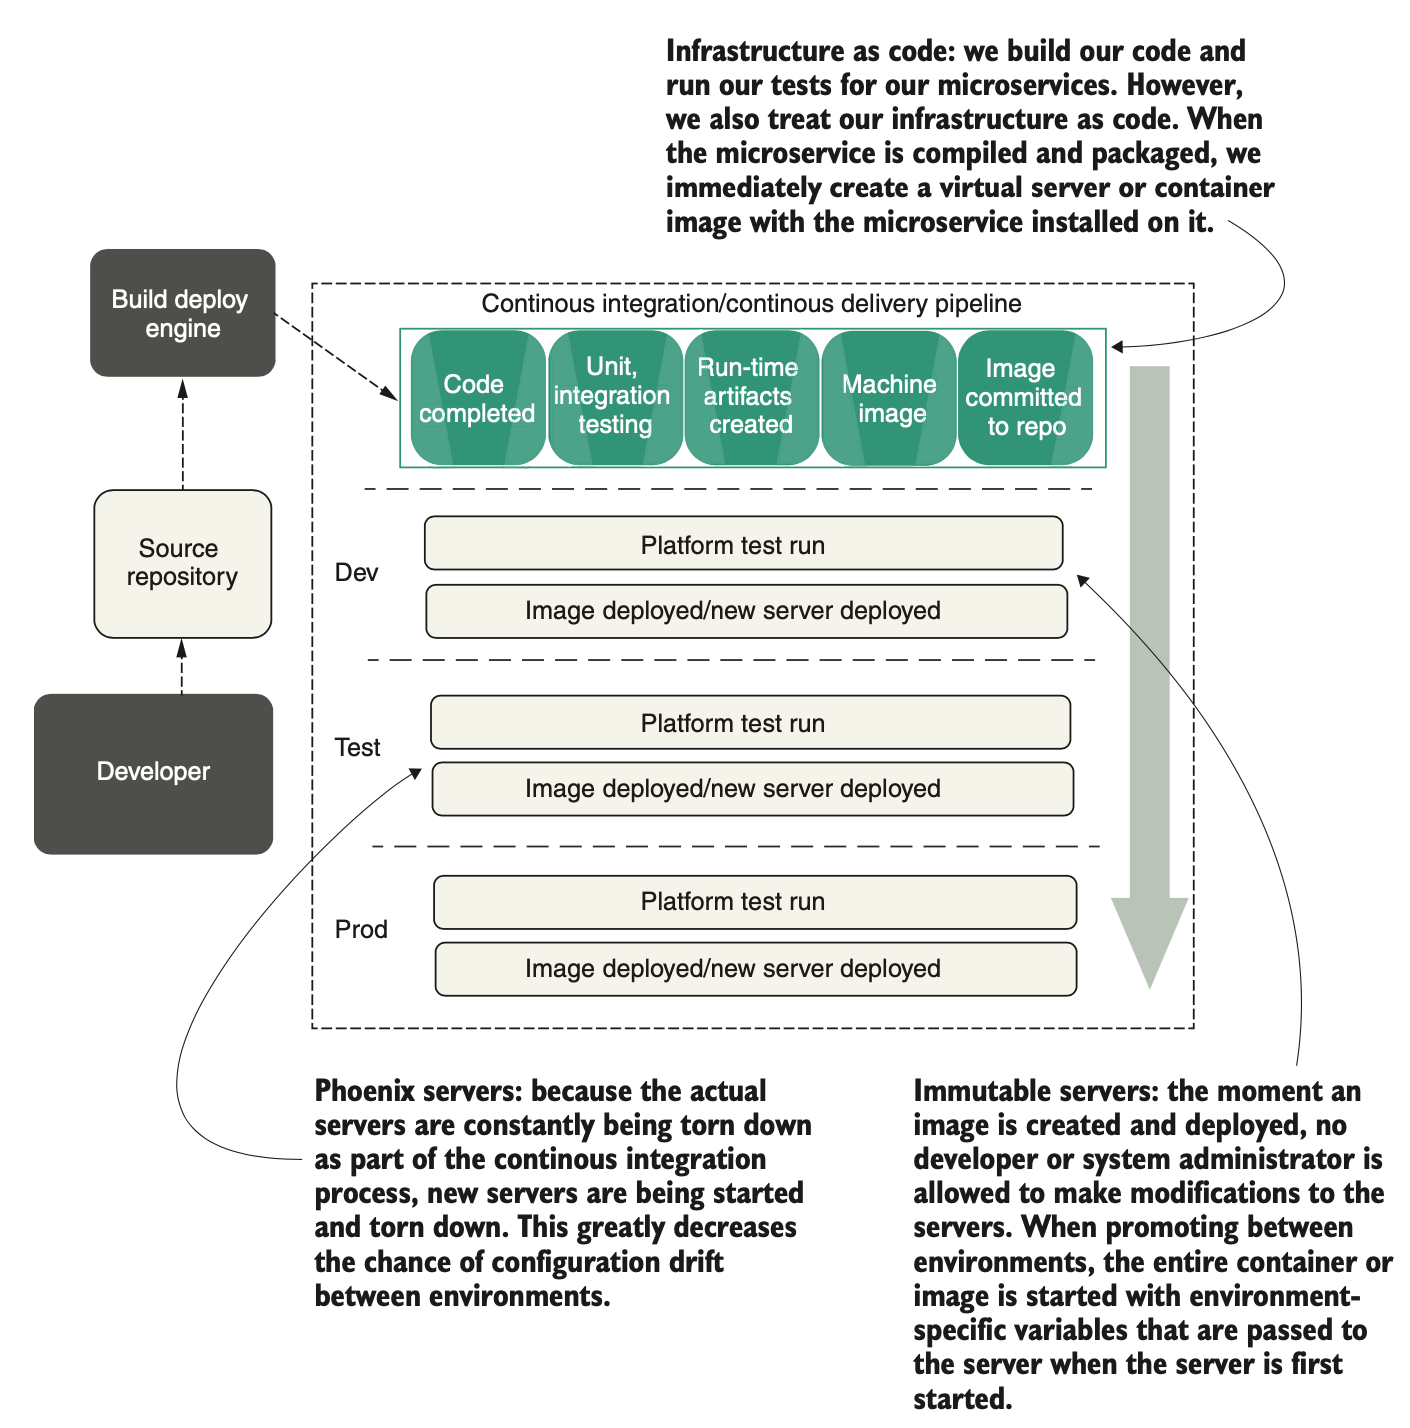 Infrastructure as code: we build our code and
run our tests for our microservices. However,
we also treat our infrastructure as code. When
the microservice is compiled and packaged, we
immediately create a virtual server or container
image with the microservice installed on it.
Build deploy
engine
Continous integration/continous delivery pipeline
Code
completed
Unit,
integration
testing
Run-time
artifacts
created
Machine
image
Image
committed
to repo
Source
repository
Dev
Platform test run
Image deployed/new server deployed
Developer
Test
Platform test run
Image deployed/new server deployed
Prod
Platform test run
Image deployed/new server deployed
Phoenix servers: because the actual
servers are constantly being torn down
as part of the continous integration
process, new servers are being started
and torn down. This greatly decreases
the chance of configuration drift
between environments.
Immutable servers: the moment an
image is created and deployed, no
developer or system administrator is
allowed to make modifications to the
servers. When promoting between
environments, the entire container or
image is started with environment-
specific variables that are passed to
the server when the server is first
started.